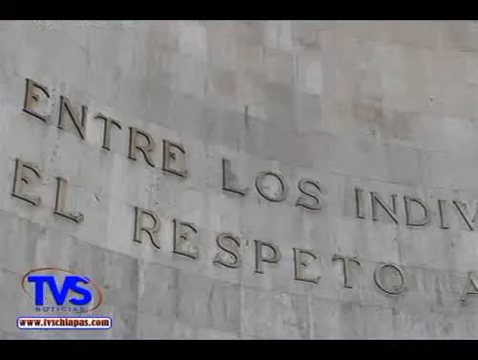 ENTRE LOS INDIV
EL RESPETO A
TVS
NOTICIAS
www.tvschiapas.com